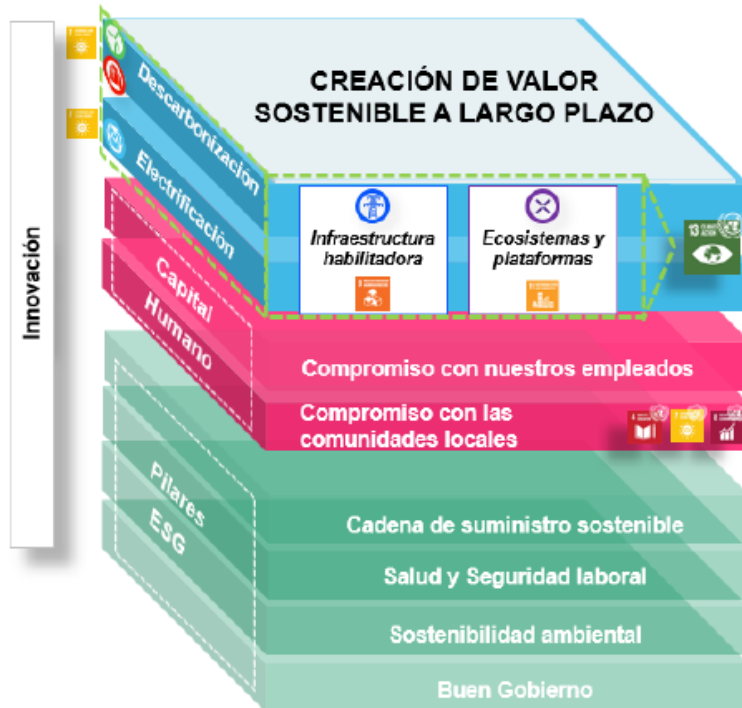 CREACIÓN DE VALOR
SOSTENIBLE A LARGO PLAZO
Descarbonización
Electrificación
Infraestructura
habilitadora
Ecosistemas y
plataformas
13
Innovación
Capital
Humano
Compromiso con nuestros empleados
Compromiso con las
comunidades locales
Pilares
ESG
Cadena de suministro sostenible
Salud y Seguridad laboral
Sostenibilidad ambiental
Buen Gobierno